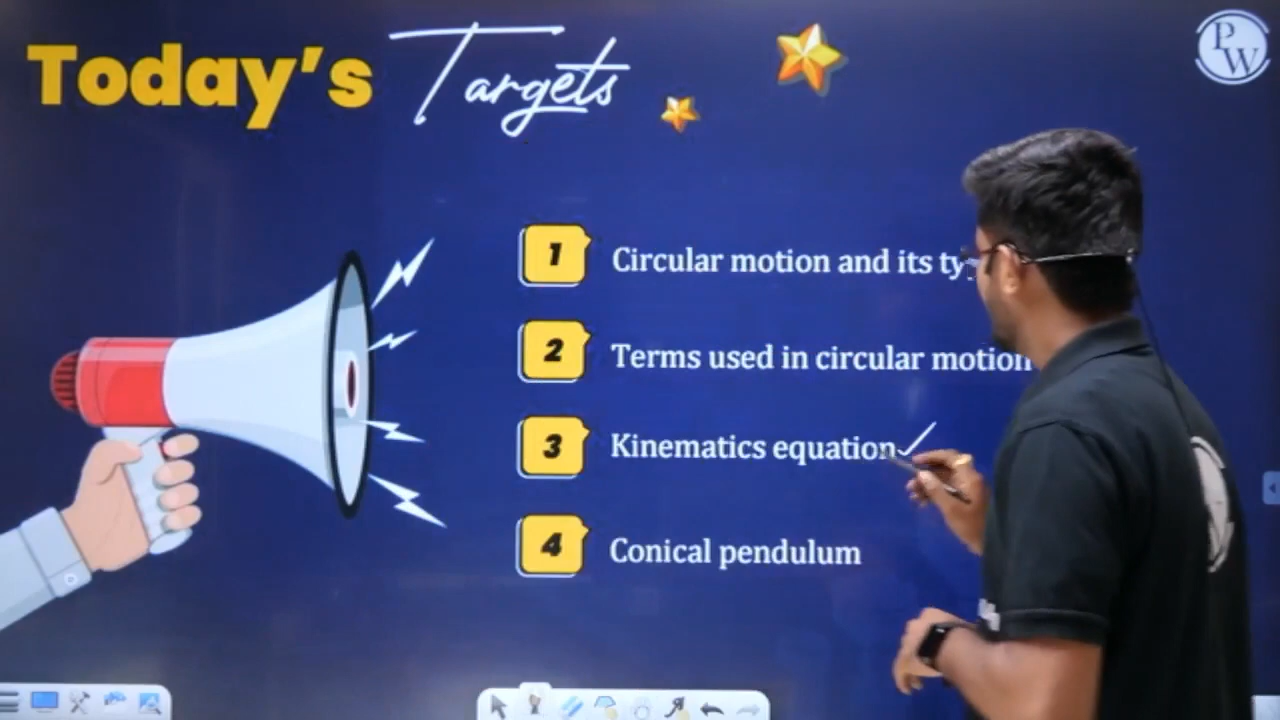 Today's Targets
PW
1 Circular motion and its
2 Terms used in circular motion
3 Kinematics equation
4 Conical pendulum